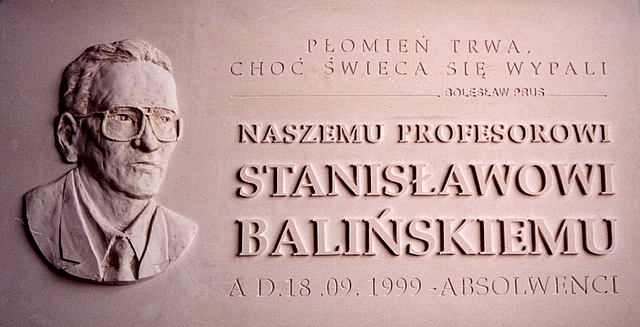 PŁOMIEŃ TRWA,
CHOĆ ŚWIECA SIĘ WYPALI
BOLESŁAW PRUS
NASZEMU PROFESOROWI
STANISŁAWOWI
BALIŃSKIEMU
A D.18.09.1999 - ABSOLWENCI